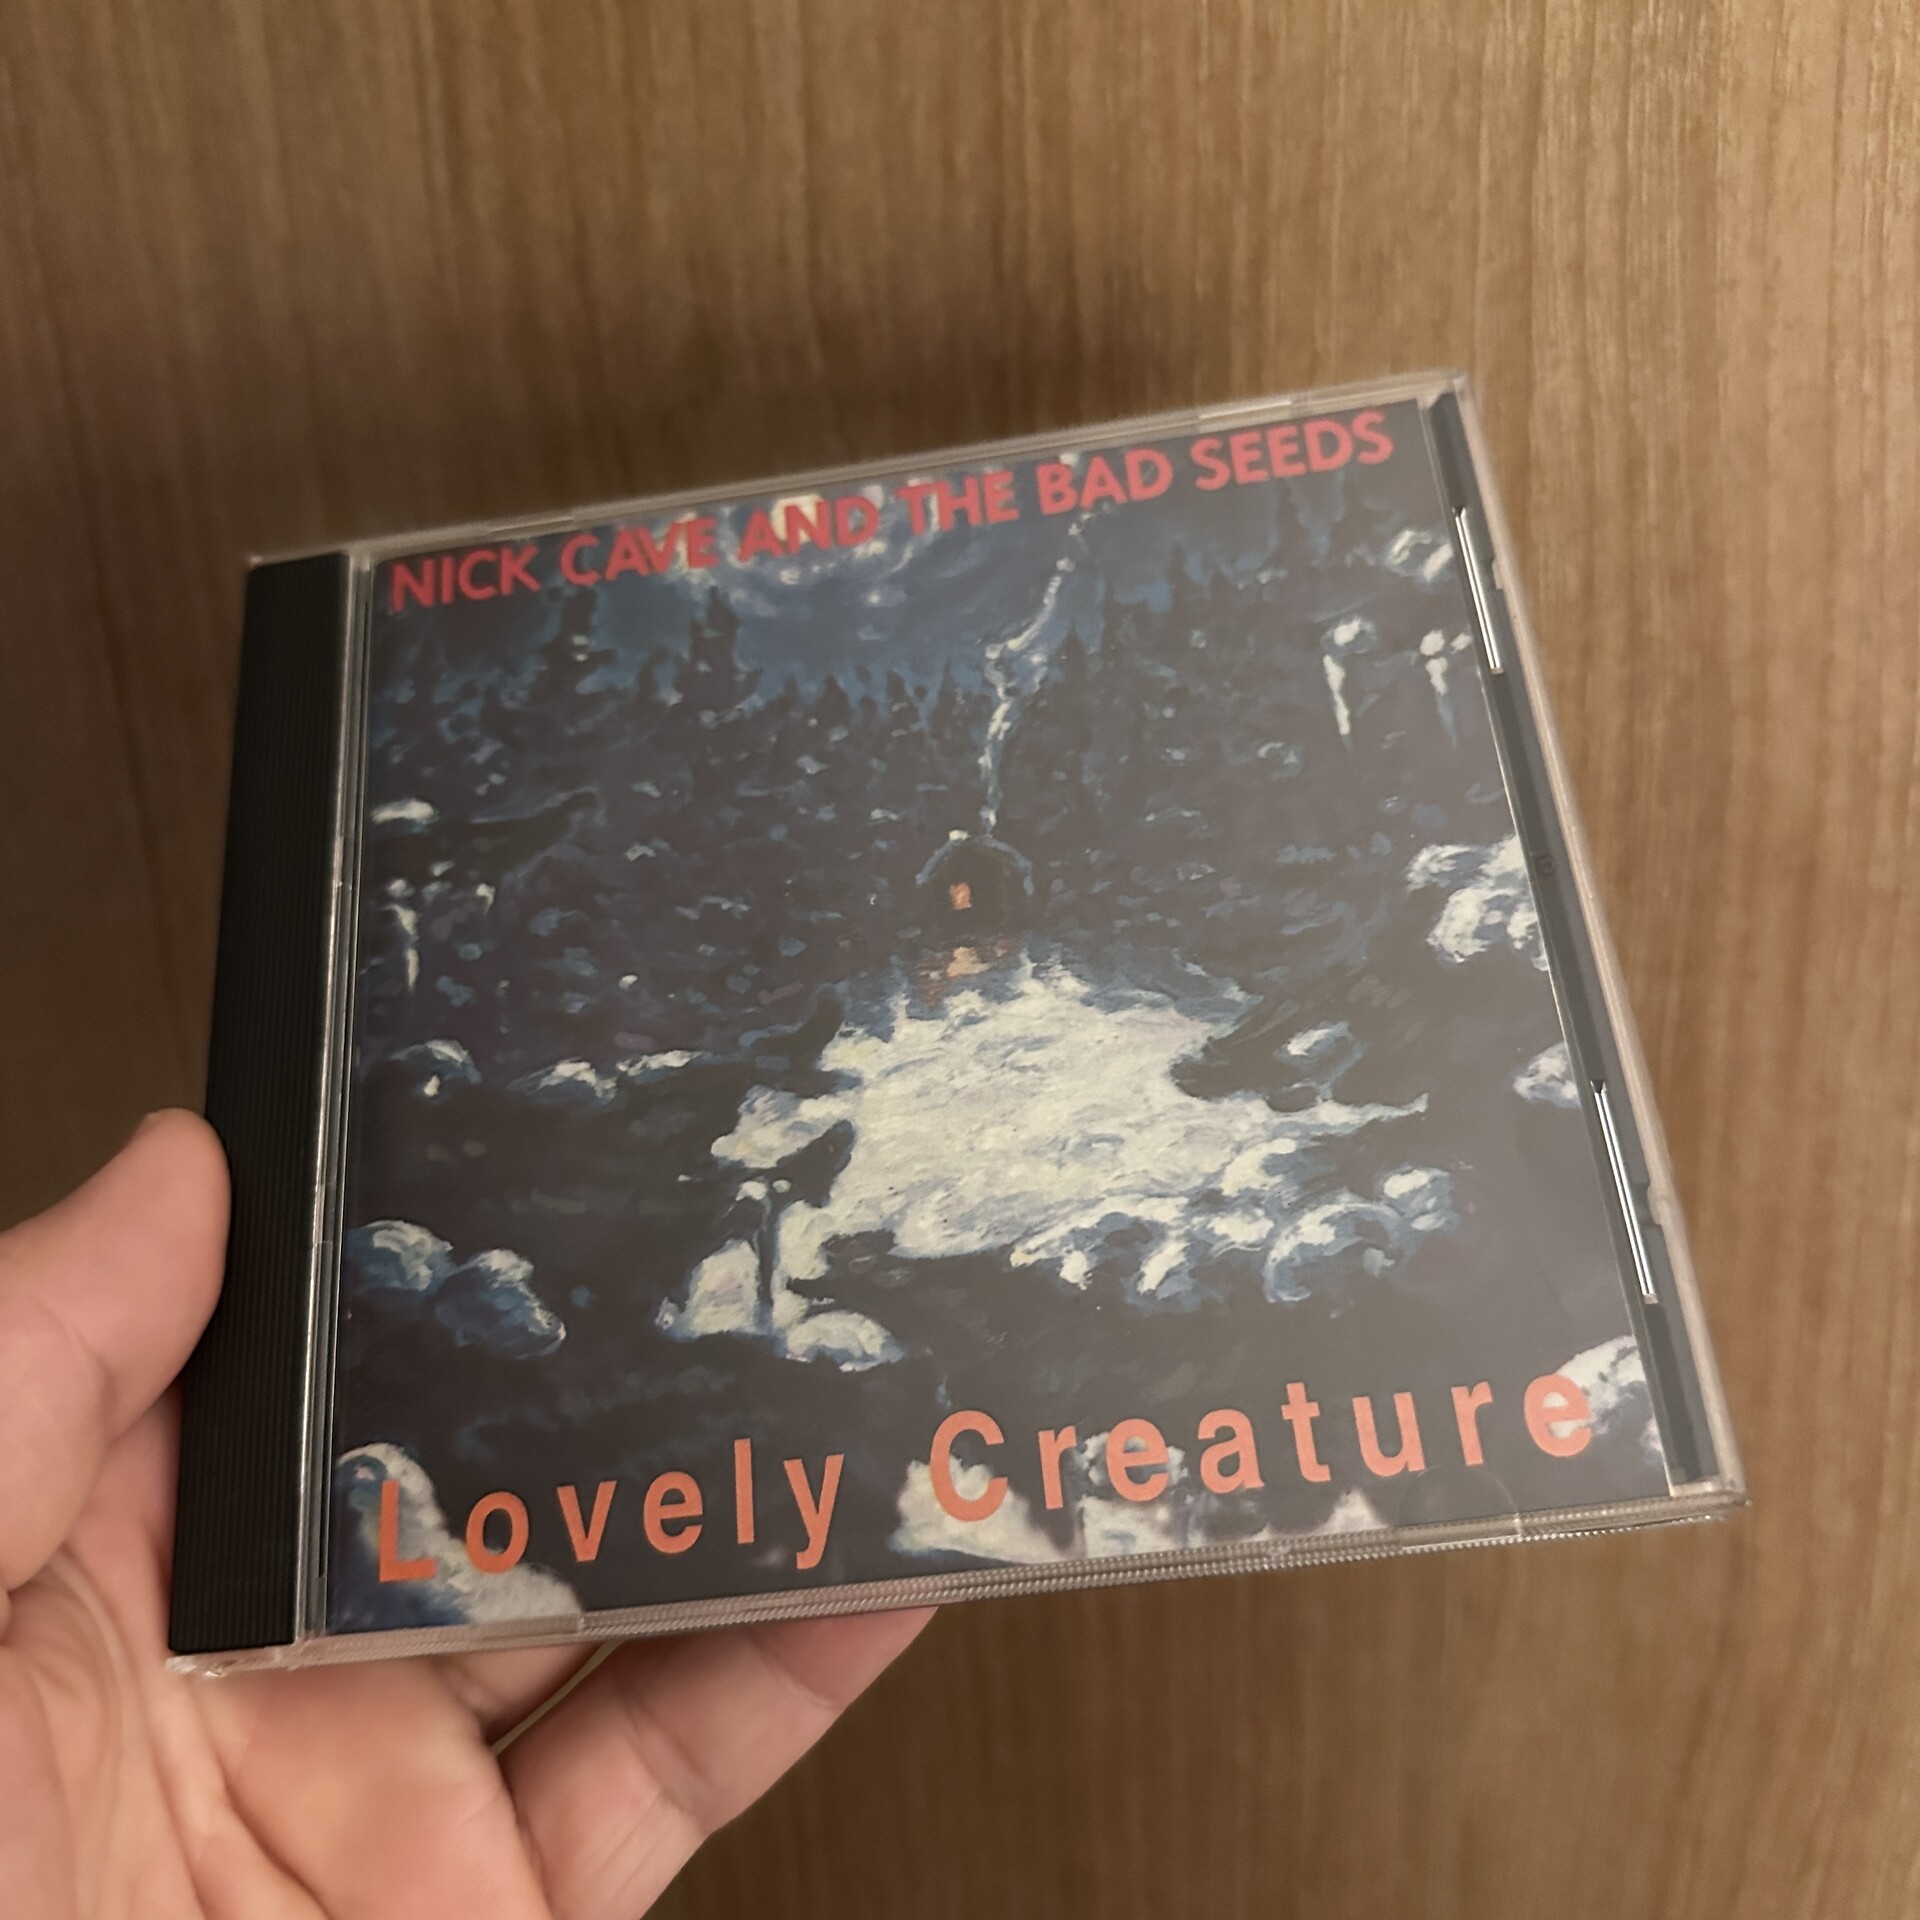 NICK CAVE AND THE BAD SEEDS
Lovely Creature